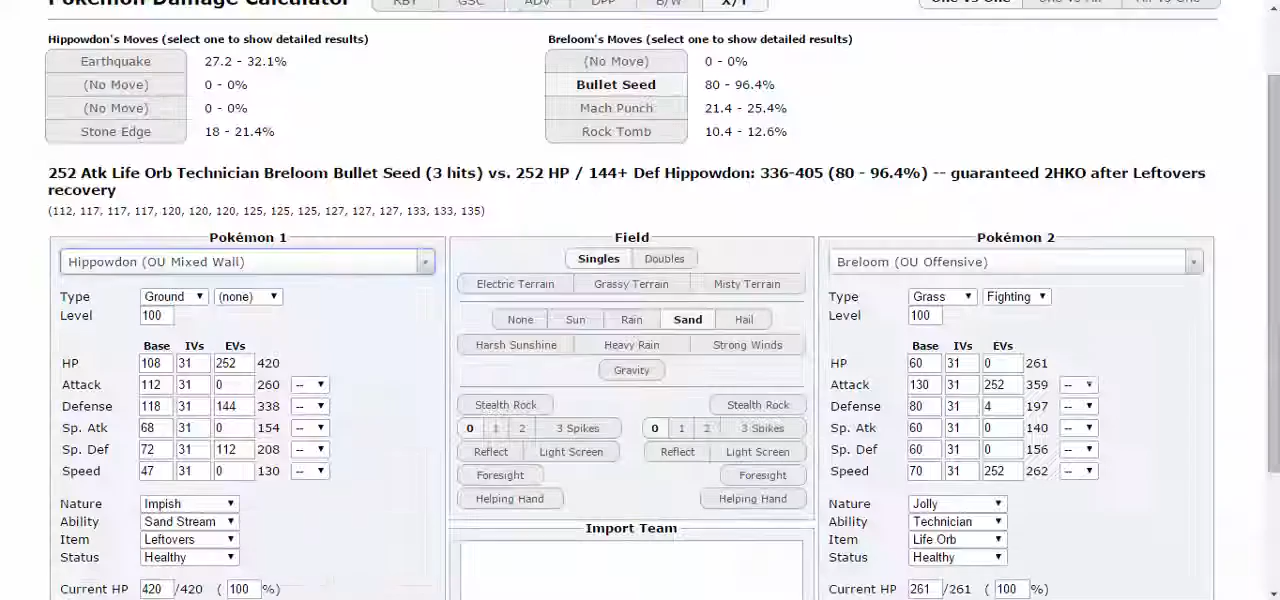 Pokémon Damage Calculator RBY GSC ADV DPP B/W X/Y One vs One One vs All All vs One
Hippowdon's Moves (select one to show detailed results) Breloom's Moves (select one to show detailed results)
Earthquake 27.2 - 32.1% (No Move) 0 - 0%
(No Move) 0 - 0% Bullet Seed 80 - 96.4%
(No Move) 0 - 0% Mach Punch 21.4 - 25.4%
Stone Edge 18 - 21.4% Rock Tomb 10.4 - 12.6%
252 Atk Life Orb Technician Breloom Bullet Seed (3 hits) vs. 252 HP / 144+ Def Hippowdon: 336-405 (80 - 96.4%) -- guaranteed 2HKO after Leftovers
recovery
(112, 117, 117, 117, 120, 120, 120, 125, 125, 125, 127, 127, 127, 133, 133, 135)
Pokémon 1
Hippowdon (OU Mixed Wall)
Type Ground (none)
Level 100
Base IVs EVs
HP 108 31 252 420
Attack 112 31 0 260 --
Defense 118 31 144 338 --
Sp. Atk 68 31 0 154 --
Sp. Def 72 31 112 208 --
Speed 47 31 0 130 --
Nature Impish
Ability Sand Stream
Item Leftovers
Status Healthy
Current HP 420 /420 ( 100 %)
Field
Singles Doubles
Electric Terrain Grassy Terrain Misty Terrain
None Sun Rain Sand Hail
Harsh Sunshine Heavy Rain Strong Winds
Gravity
Stealth Rock Stealth Rock
0 1 2 3 Spikes 0 1 2 3 Spikes
Reflect Light Screen Reflect Light Screen
Foresight Foresight
Helping Hand Helping Hand
Import Team
Pokémon 2
Breloom (OU Offensive)
Type Grass Fighting
Level 100
Base IVs EVs
HP 60 31 0 261
Attack 130 31 252 359 --
Defense 80 31 4 197 --
Sp. Atk 60 31 0 140 --
Sp. Def 60 31 0 156 --
Speed 70 31 252 262 --
Nature Jolly
Ability Technician
Item Life Orb
Status Healthy
Current HP 261 /261 ( 100 %)